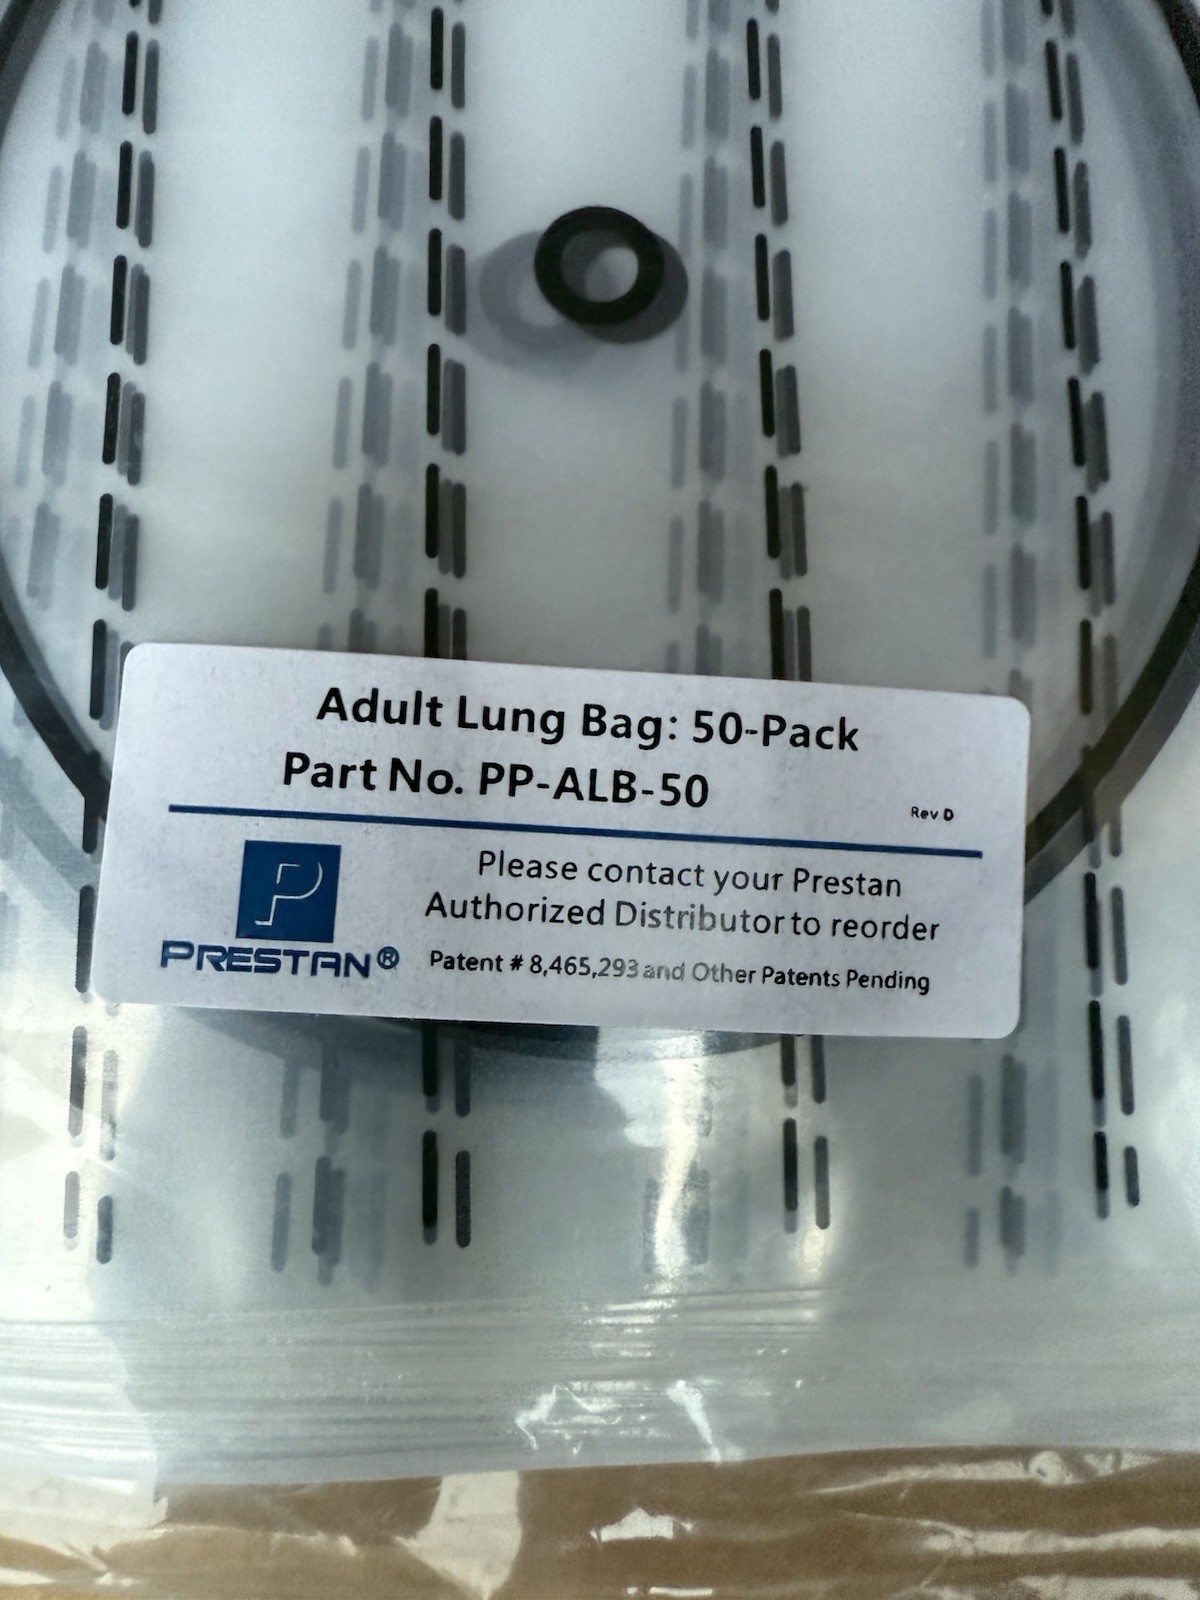 Adult Lung Bag: 50-Pack
Part No. PP-ALB-50
Rev D
Please contact your Prestan
Authorized Distributor to reorder
P
PRESTAN®
Patent # 8,465,293 and Other Patents Pending